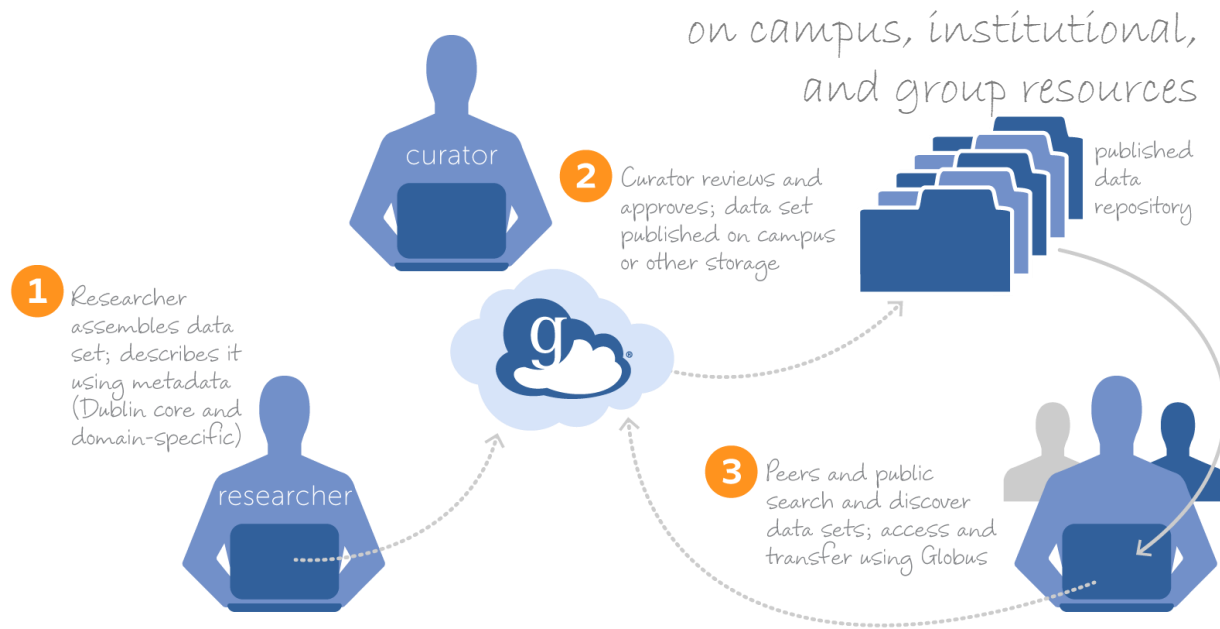 on campus, institutional,
and group resources
curator
2
Curator reviews and
approves; data set
published on campus
or other storage
published
data
repository
1
Researcher
assembles data
set; describes it
using metadata
(Dublin core and
domain-specific)
g
®
researcher
3
Peers and public
search and discover
data sets; access and
transfer using Globus